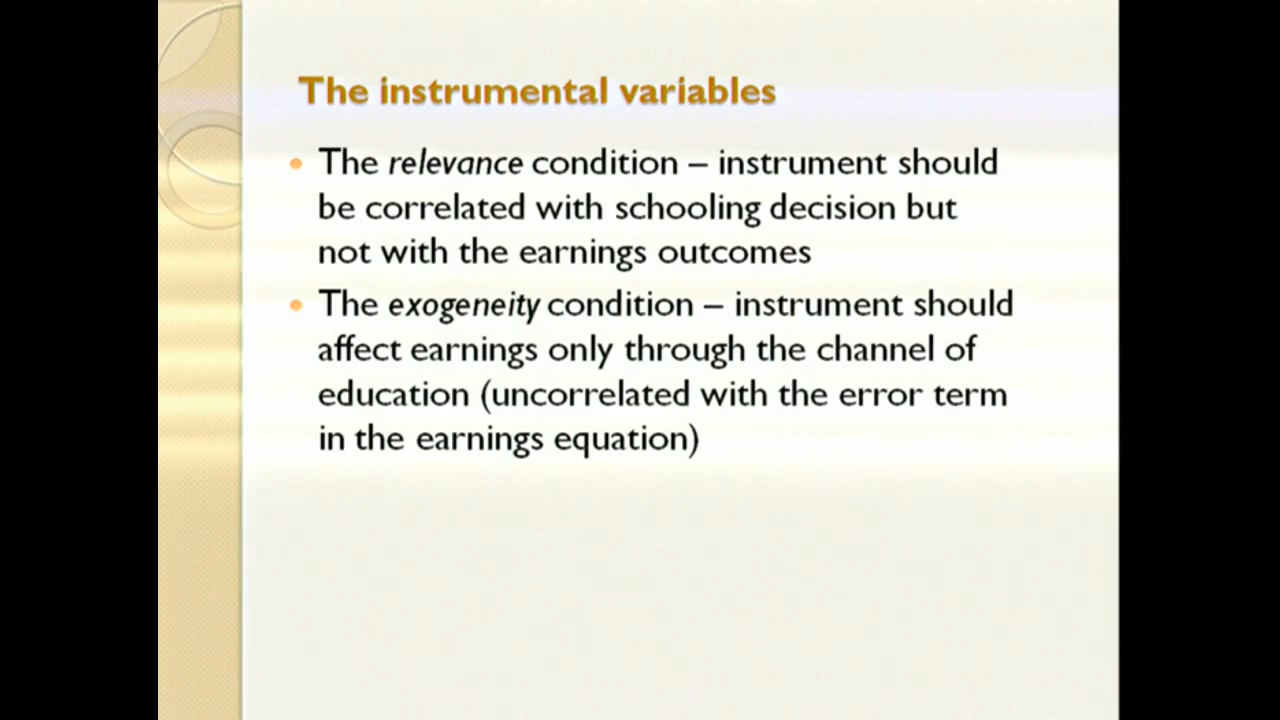 The instrumental variables
The relevance condition – instrument should
be correlated with schooling decision but
not with the earnings outcomes
The exogeneity condition – instrument should
affect earnings only through the channel of
education (uncorrelated with the error term
in the earnings equation)